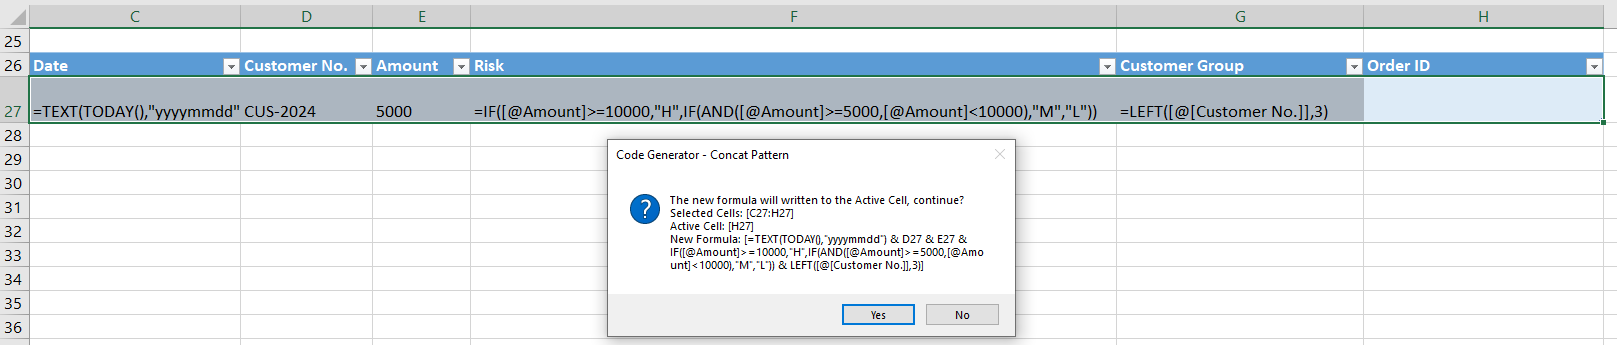 C D E F G H
25
26 Date Customer No. Amount Risk Customer Group Order ID
27 =TEXT(TODAY(),"yyyymmdd" CUS-2024 5000 =IF([@Amount]>=10000,"H",IF(AND([@Amount]>=5000,[@Amount]<10000),"M","L")) =LEFT([@[Customer No.]],3)
28
29
30
31
32
33
34
35
36
Code Generator - Concat Pattern
The new formula will written to the Active Cell, continue?
Selected Cells: [C27:H27]
Active Cell: [H27]
New Formula: [=TEXT(TODAY(),"yyyymmdd") & D27 & E27 &
IF([@Amount]>=10000,"H",IF(AND([@Amount]>=5000,[@Amo
unt]<10000),"M","L")) & LEFT([@[Customer No.]],3)]
Yes No